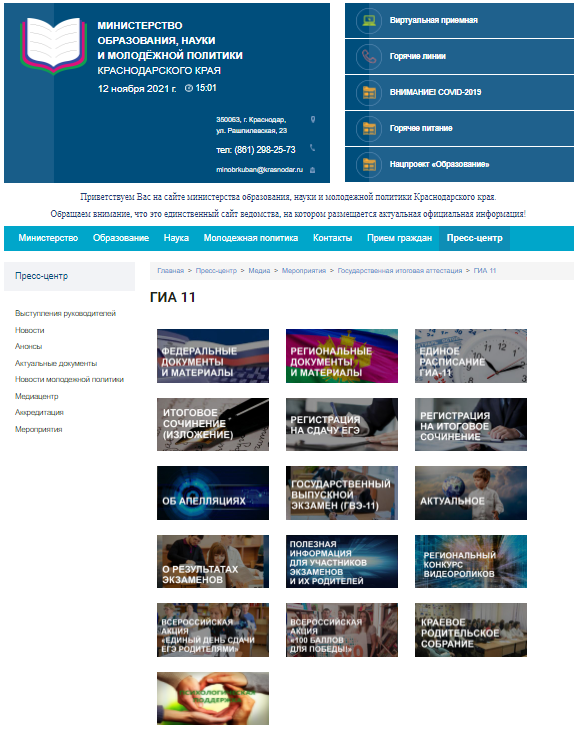 МИНИСТЕРСТВО
ОБРАЗОВАНИЯ, НАУКИ
И МОЛОДЁЖНОЙ ПОЛИТИКИ
КРАСНОДАРСКОГО КРАЯ
12 ноября 2021 г. 15:01
350063, г. Краснодар,
ул. Рашпилевская, 23
тел: (861) 298-25-73
minobrkuban@krasnodar.ru
Виртуальная приемная
Горячие линии
ВНИМАНИЕ! COVID-2019
Горячее питание
Нацпроект «Образование»
Приветствуем Вас на сайте министерства образования, науки и молодежной политики Краснодарского края.
Обращаем внимание, что это единственный сайт ведомства, на котором размещается актуальная официальная информация!
Министерство Образование Наука Молодежная политика Контакты Прием граждан Пресс-центр
Пресс-центр
Выступления руководителей
Новости
Анонсы
Актуальные документы
Новости молодежной политики
Медиацентр
Аккредитация
Мероприятия
Главная > Пресс-центр > Медиа > Мероприятия > Государственная итоговая аттестация > ГИА 11
ГИА 11
ФЕДЕРАЛЬНЫЕ
ДОКУМЕНТЫ
И МАТЕРИАЛЫ
РЕГИОНАЛЬНЫЕ
ДОКУМЕНТЫ
И МАТЕРИАЛЫ
ЕДИНОЕ
РАСПИСАНИЕ
ГИА-11
ИТОГОВОЕ
СОЧИНЕНИЕ
(ИЗЛОЖЕНИЕ)
РЕГИСТРАЦИЯ
НА СДАЧУ ЕГЭ
РЕГИСТРАЦИЯ
НА ИТОГОВОЕ
СОЧИНЕНИЕ
ОБ АПЕЛЛЯЦИЯХ
ГОСУДАРСТВЕННЫЙ
ВЫПУСКНОЙ
ЭКЗАМЕН (ГВЭ-11)
АКТУАЛЬНОЕ
О РЕЗУЛЬТАТАХ
ЭКЗАМЕНОВ
ПОЛЕЗНАЯ
ИНФОРМАЦИЯ
ДЛЯ УЧАСТНИКОВ
ЭКЗАМЕНОВ
И ИХ РОДИТЕЛЕЙ
РЕГИОНАЛЬНЫЙ
КОНКУРС
ВИДЕОРОЛИКОВ
ВСЕРОССИЙСКАЯ
АКЦИЯ
«ЕДИНЫЙ ДЕНЬ СДАЧИ
ЕГЭ РОДИТЕЛЯМИ»
ВСЕРОССИЙСКАЯ
АКЦИЯ
«100 БАЛЛОВ
ДЛЯ ПОБЕДЫ!»
КРАЕВОЕ
РОДИТЕЛЬСКОЕ
СОБРАНИЕ
ПСИХОЛОГИЧЕСКАЯ
ПОДДЕРЖКА